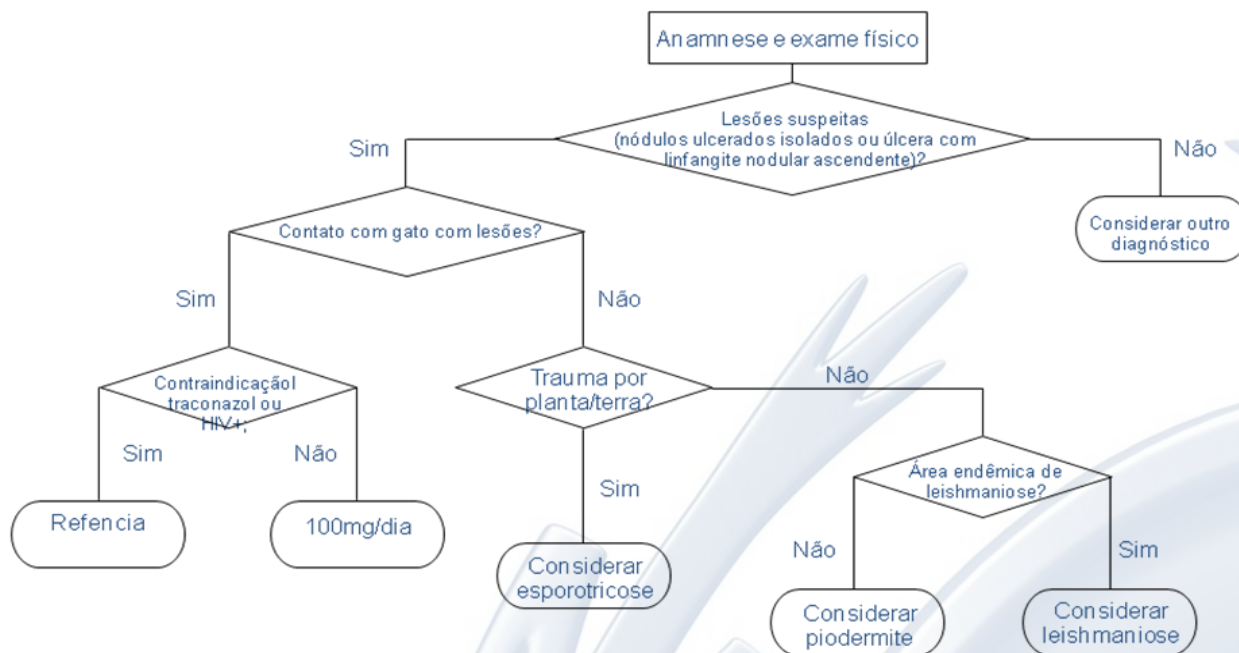 Anamnese e exame físico
Lesões suspeitas
(nódulos ulcerados isolados ou úlcera com
linfangite nodular ascendente)?
Sim
Não
Contato com gato com lesões?
Considerar outro
diagnóstico
Sim
Não
Contraindicaçãol
traconazol ou
HIV+;
Trauma por
planta/terra?
Não
Sim
Não
Sim
Área endêmica de
leishmaniose?
Refencia
100mg/dia
Não
Sim
Considerar
esporotricose
Considerar
piodermite
Considerar
leishmaniose